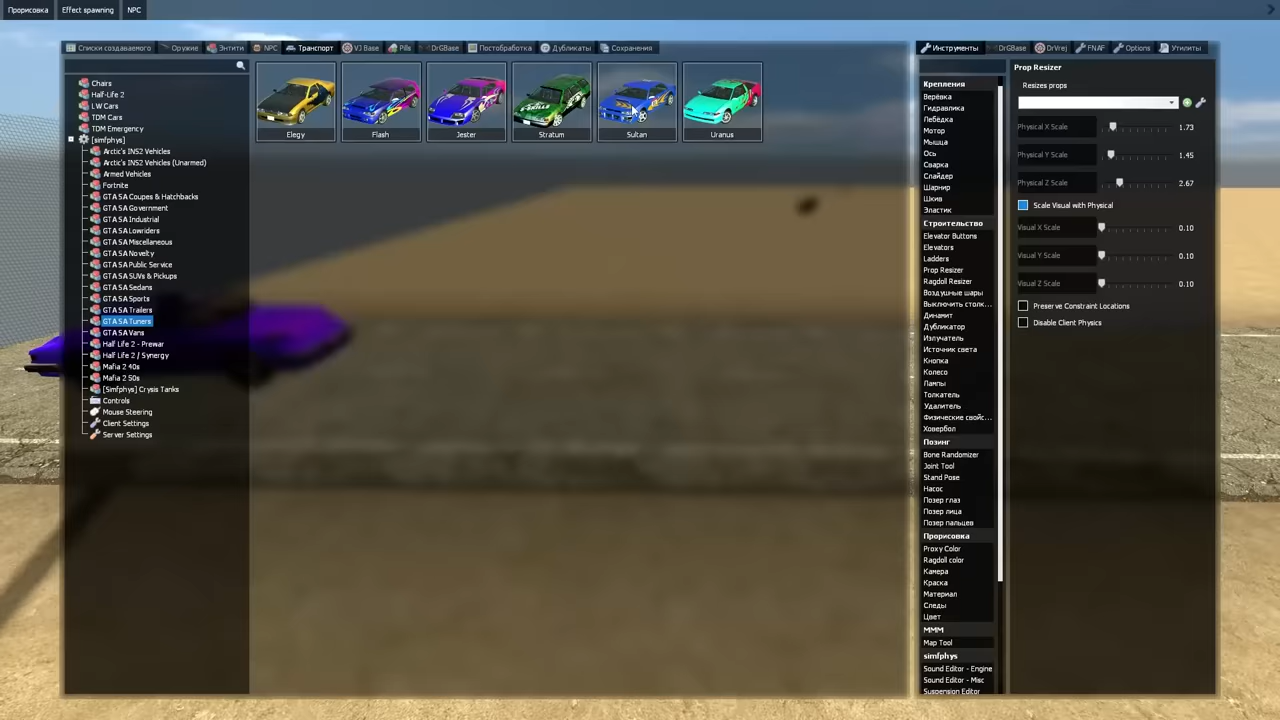 Прорисовка
Effect spawning
NPC
Списки создаваемого
Оружие
Энтити
NPC
Транспорт
VJ Base
Pills
DrGBase
Постобработка
Дубликаты
Сохранения
Chairs
Half-Life 2
LW Cars
TDM Cars
TDM Emergency
[simfphys]
Arctic's INS2 Vehicles
Arctic's INS2 Vehicles (Unarmed)
Armed Vehicles
Fortnite
GTA SA Coupes & Hatchbacks
GTA SA Government
GTA SA Industrial
GTA SA Lowriders
GTA SA Miscellaneous
GTA SA Novelty
GTA SA Public Service
GTA SA SUVs & Pickups
GTA SA Sedans
GTA SA Sports
GTA SA Trailers
GTA SA Tuners
GTA SA Vans
Half Life 2 - Prewar
Half Life 2 / Synergy
Mafia 2 40s
Mafia 2 50s
[Simfphys] Crysis Tanks
Controls
Mouse Steering
Client Settings
Server Settings
Elegy
Flash
Jester
Stratum
Sultan
Uranus
Инструменты
DrGBase
DrVrej
FNAF
Options
Утилиты
Крепления
Верёвка
Гидравлика
Лебёдка
Мотор
Мышца
Ось
Сварка
Слайдер
Шарнир
Шкив
Эластик
Строительство
Elevator Buttons
Elevators
Ladders
Prop Resizer
Ragdoll Resizer
Воздушные шары
Выключить столк...
Динамит
Дубликатор
Излучатель
Источник света
Кнопка
Колесо
Лампы
Толкатель
Удалитель
Физические свойс...
Ховербол
Позинг
Bone Randomizer
Joint Tool
Stand Pose
Насос
Позер глаз
Позер лица
Позер пальцев
Прорисовка
Proxy Color
Ragdoll color
Камера
Краска
Материал
Следы
Цвет
МММ
Map Tool
simfphys
Sound Editor - Engine
Sound Editor - Misc
Suspension Editor
Prop Resizer
Resizes props
Physical X Scale 1.73
Physical Y Scale 1.45
Physical Z Scale 2.67
Scale Visual with Physical
Visual X Scale 0.10
Visual Y Scale 0.10
Visual Z Scale 0.10
Preserve Constraint Locations
Disable Client Physics